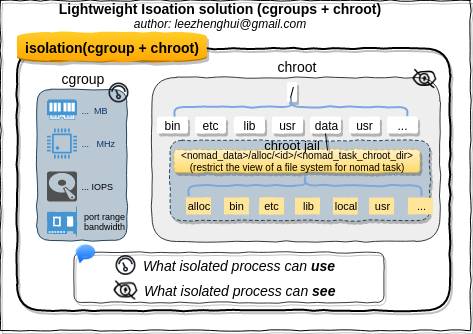 Lightweight Isoation solution (cgroups + chroot)
author: leezhenghui@gmail.com
isolation(cgroup + chroot)
cgroup
... MB
... MHz
... IOPS
port range
bandwidth
chroot
/
bin etc lib usr data usr ...
chroot jail
<nomad_data>/alloc/<id>/<nomad_task_chroot_dir>
(restrict the view of a file system for nomad task)
alloc bin etc lib local usr ...
What isolated process can use
What isolated process can see